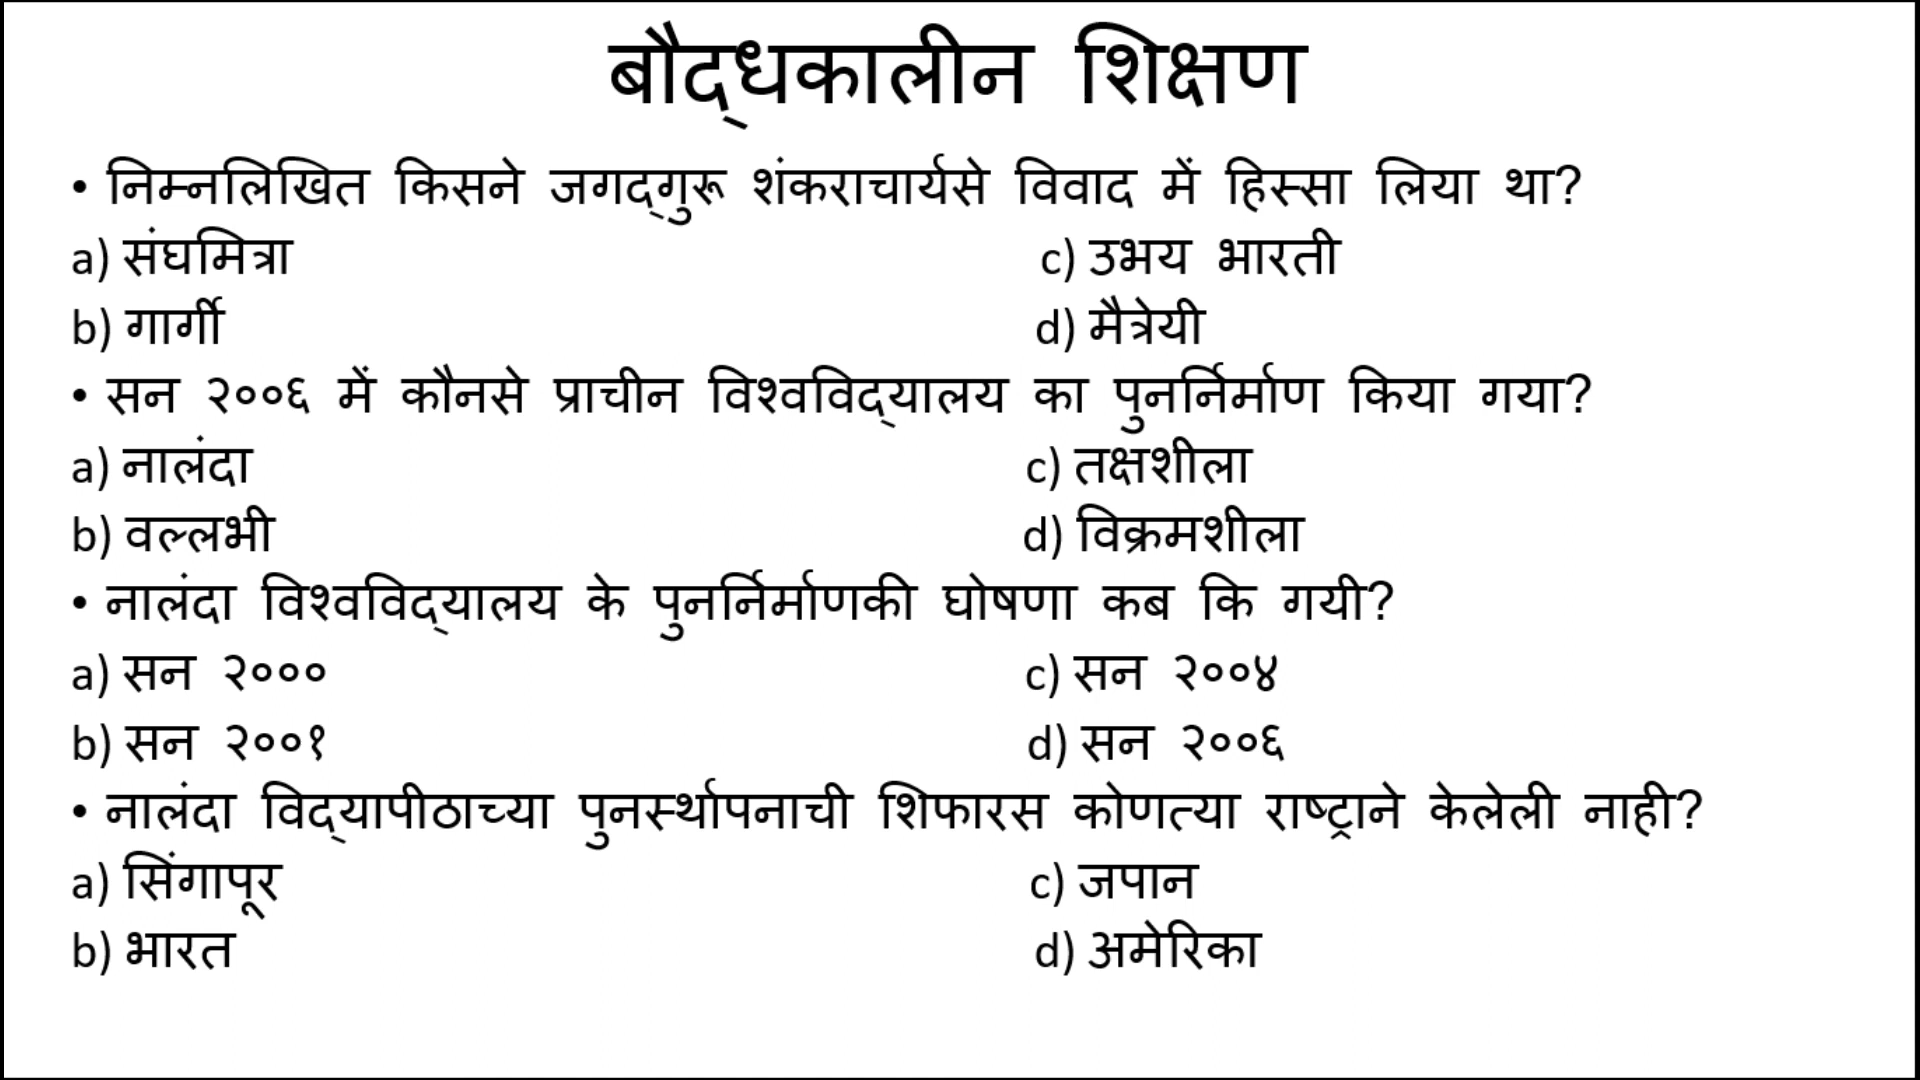 बौद्धकालीन शिक्षण
• निम्नलिखित किसने जगद्गुरू शंकराचार्यसे विवाद में हिस्सा लिया था?
a) संघमित्रा c) उभय भारती
b) गार्गी d) मैत्रेयी
• सन २००६ में कौनसे प्राचीन विश्वविद्यालय का पुनर्निर्माण किया गया?
a) नालंदा c) तक्षशीला
b) वल्लभी d) विक्रमशीला
• नालंदा विश्वविद्यालय के पुनर्निर्माणकी घोषणा कब कि गयी?
a) सन २००० c) सन २००४
b) सन २००१ d) सन २००६
• नालंदा विद्यापीठाच्या पुनर्स्थापनाची शिफारस कोणत्या राष्ट्राने केलेली नाही?
a) सिंगापूर c) जपान
b) भारत d) अमेरिका